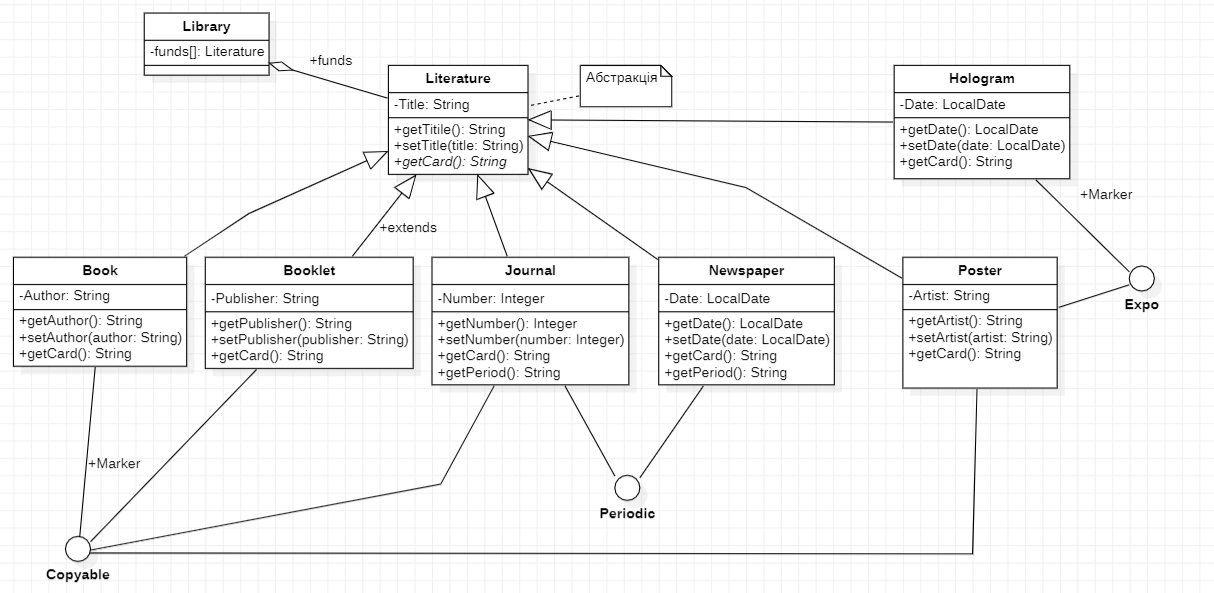 Library
-funds[]: Literature
+funds
Literature
-Title: String
+getTitile(): String
+setTitle(title: String)
+getCard(): String
Абстракція
Hologram
-Date: LocalDate
+getDate(): LocalDate
+setDate(date: LocalDate)
+getCard(): String
+Marker
+extends
Book
-Author: String
+getAuthor(): String
+setAuthor(author: String)
+getCard(): String
Booklet
-Publisher: String
+getPublisher(): String
+setPublisher(publisher: String)
+getCard(): String
Journal
-Number: Integer
+getNumber(): Integer
+setNumber(number: Integer)
+getCard(): String
+getPeriod(): String
Newspaper
-Date: LocalDate
+getDate(): LocalDate
+setDate(date: LocalDate)
+getCard(): String
+getPeriod(): String
Poster
-Artist: String
+getArtist(): String
+setArtist(artist: String)
+getCard(): String
Expo
+Marker
Periodic
Copyable